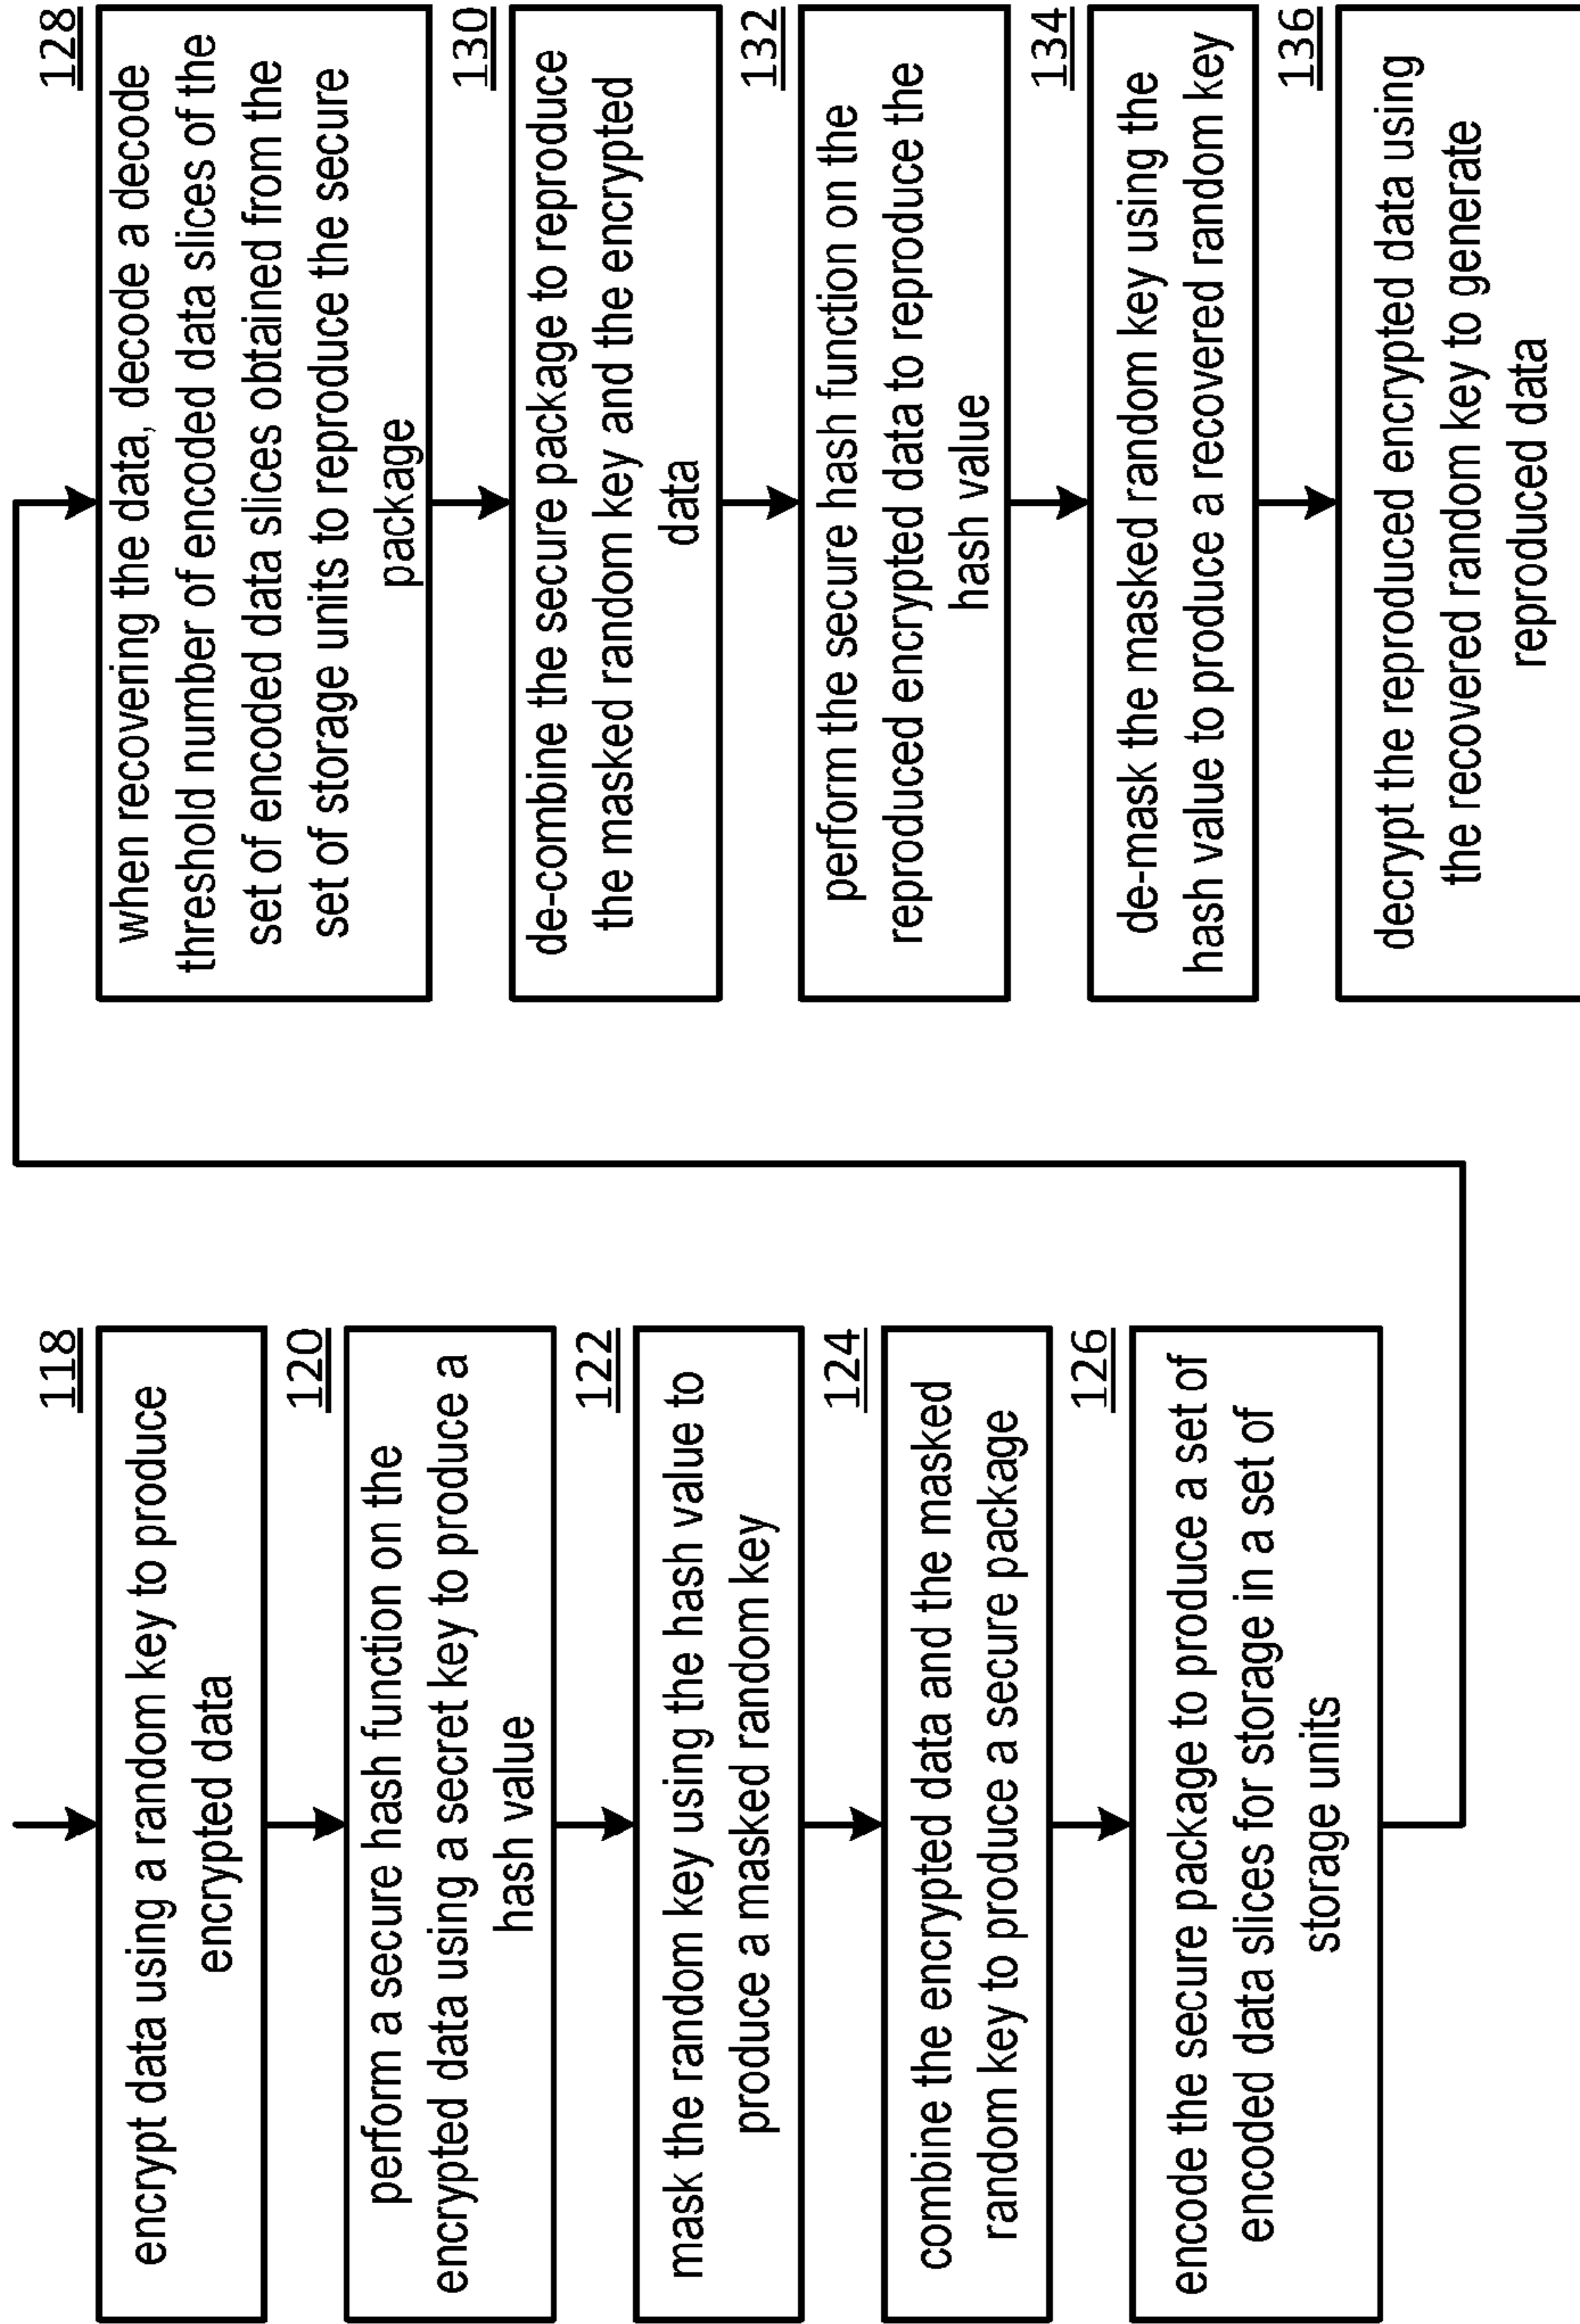 118
encrypt data using a random key to produce
encrypted data
120
perform a secure hash function on the
encrypted data using a secret key to produce a
hash value
122
mask the random key using the hash value to
produce a masked random key
124
combine the encrypted data and the masked
random key to produce a secure package
126
encode the secure package to produce a set of
encoded data slices for storage in a set of
storage units
128
when recovering the data, decode a decode
threshold number of encoded data slices of the
set of encoded data slices obtained from the
set of storage units to reproduce the secure
package
130
de-combine the secure package to reproduce
the masked random key and the encrypted
data
132
perform the secure hash function on the
reproduced encrypted data to reproduce the
hash value
134
de-mask the masked random key using the
hash value to produce a recovered random key
136
decrypt the reproduced encrypted data using
the recovered random key to generate
reproduced data